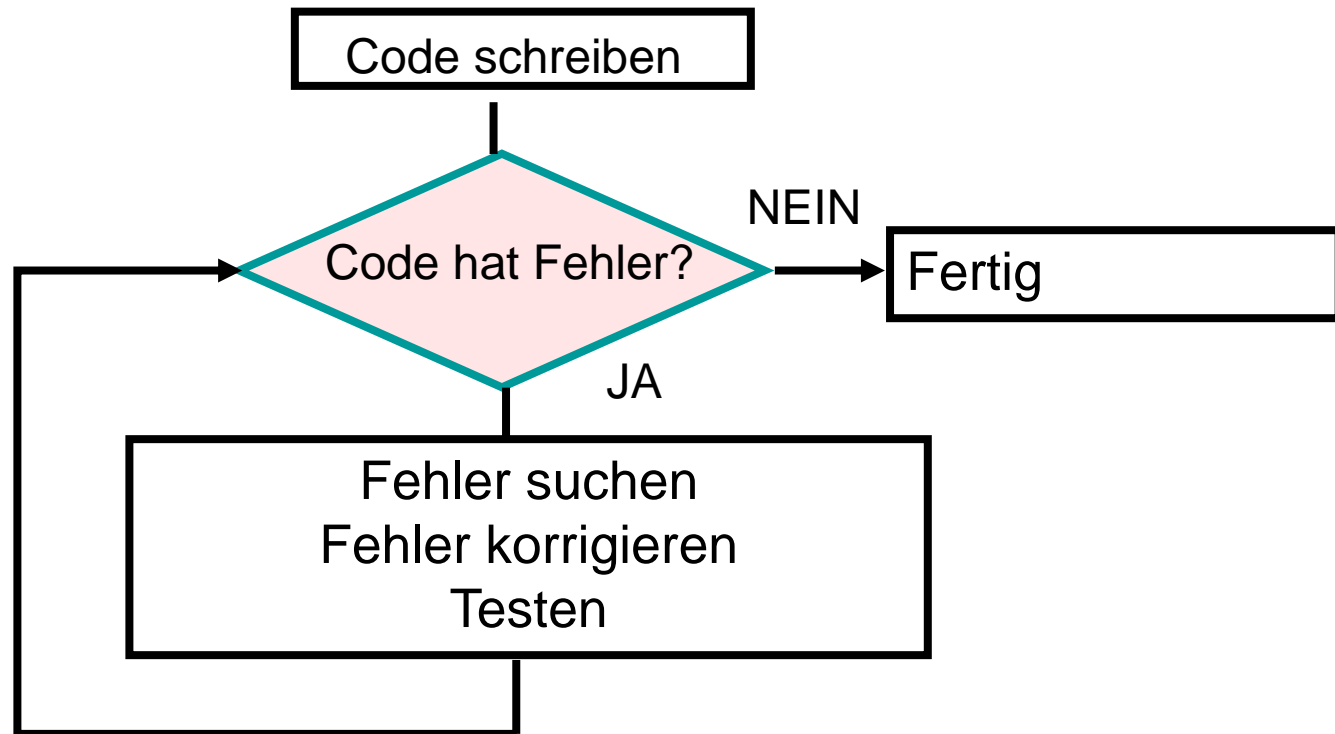 Code schreiben
NEIN
Code hat Fehler?
Fertig
JA
Fehler suchen
Fehler korrigieren
Testen